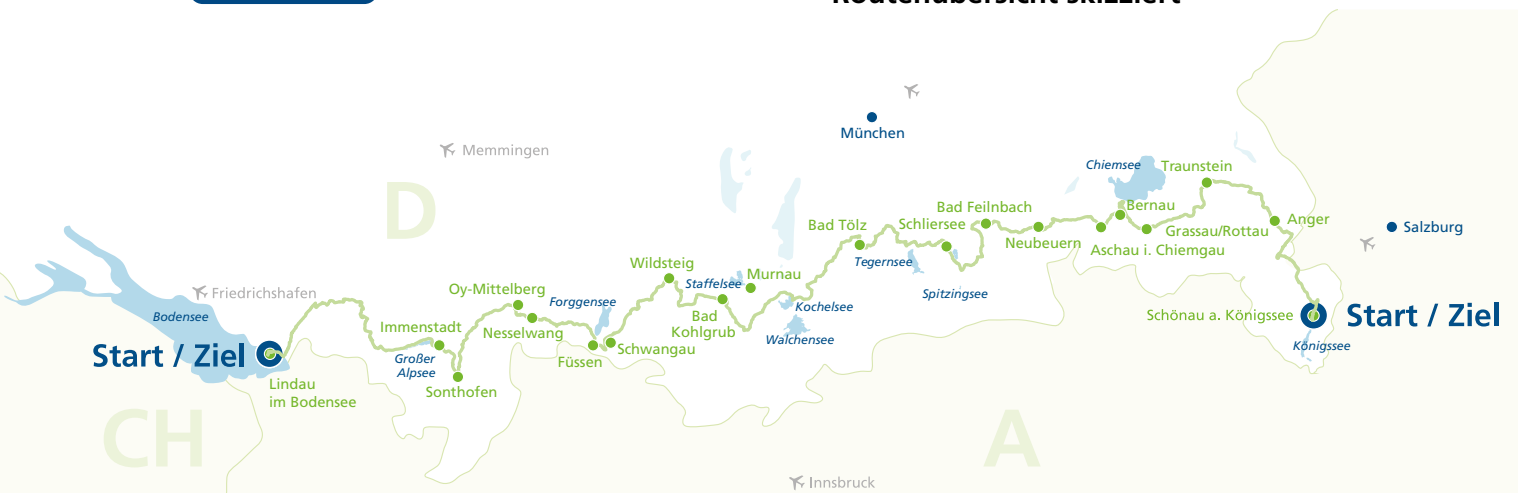 Routenübersicht skizziert
München
Memmingen
D
Chiemsee
Traunstein
Bad Feilnbach
Bernau
Bad Tölz
Schliersee
Anger
Grassau/Rottau
Salzburg
Neubeuern
Aschau i. Chiemgau
Tegernsee
Wildsteig
Murnau
Staffelsee
Spitzingsee
Friedrichshafen
Oy-Mittelberg
Forggensee
Kochelsee
Bodensee
Bad
Kohlgrub
Schönau a. Königssee
Start / Ziel
Immenstadt
Nesselwang
Walchensee
Königssee
Start / Ziel
Großer
Alpsee
Schwangau
Füssen
Lindau
im Bodensee
Sonthofen
CH
A
Innsbruck